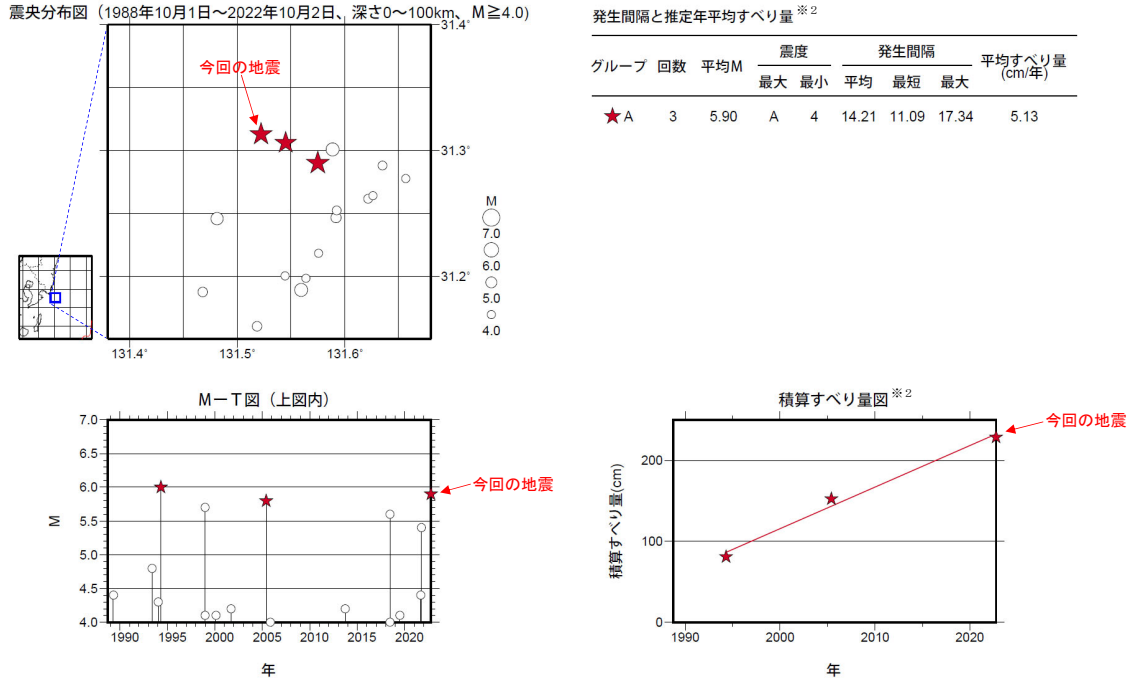 震央分布図（1988年10月1日～2022年10月2日、深さ0～100km、M≧4.0)
今回の地震
31.4˚
31.3˚
31.2˚
131.4˚
131.5˚
131.6˚
M
7.0
6.0
5.0
4.0
発生間隔と推定年平均すべり量※2
グループ 回数 平均M 震度 発生間隔 平均すべり量
(cm/年)
最大 最小 平均 最短 最大
A 3 5.90 A 4 14.21 11.09 17.34 5.13
M－T図（上図内）
7.0
6.5
6.0
5.5
5.0
4.5
4.0
M
今回の地震
1990 1995 2000 2005 2010 2015 2020
年
積算すべり量図※2
今回の地震
積算すべり量(cm)
200
100
0
1990 2000 2010 2020
年